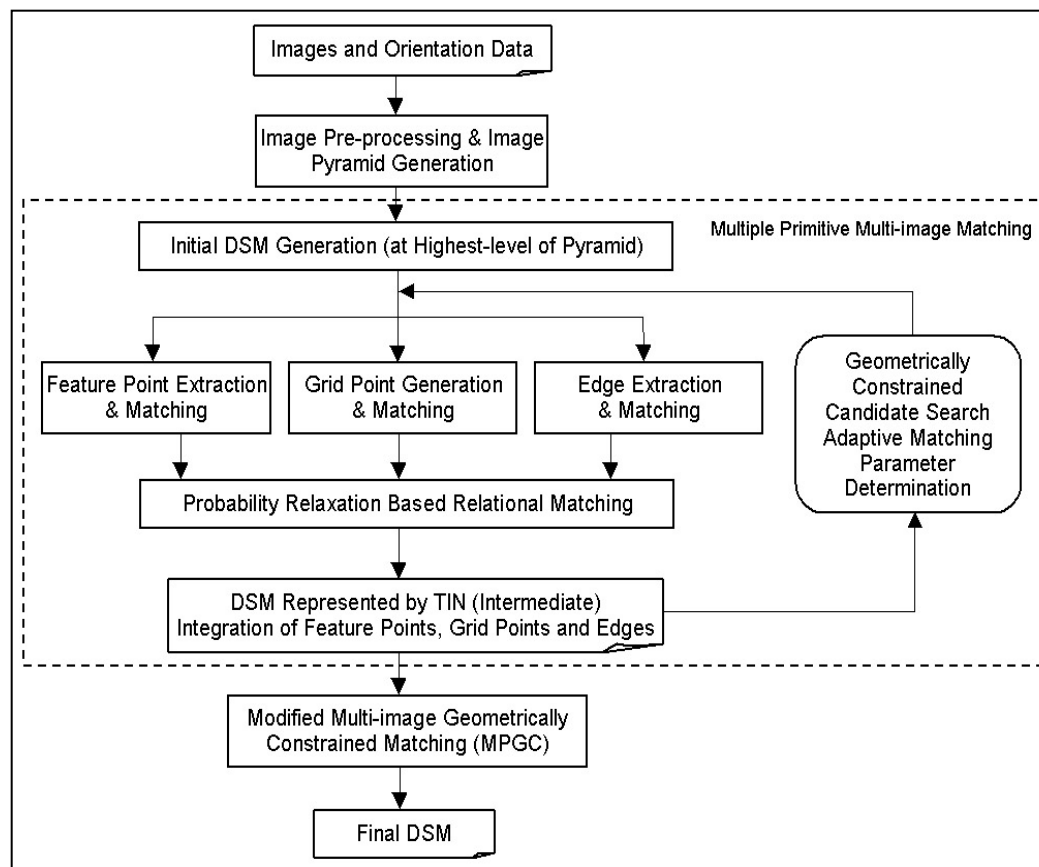 Images and Orientation Data
Image Pre-processing & Image
Pyramid Generation
Multiple Primitive Multi-image Matching
Initial DSM Generation (at Highest-level of Pyramid)
Feature Point Extraction
& Matching
Grid Point Generation
& Matching
Edge Extraction
& Matching
Geometrically
Constrained
Candidate Search
Adaptive Matching
Parameter
Determination
Probability Relaxation Based Relational Matching
DSM Represented by TIN (Intermediate)
Integration of Feature Points, Grid Points and Edges
Modified Multi-image Geometrically
Constrained Matching (MPGC)
Final DSM